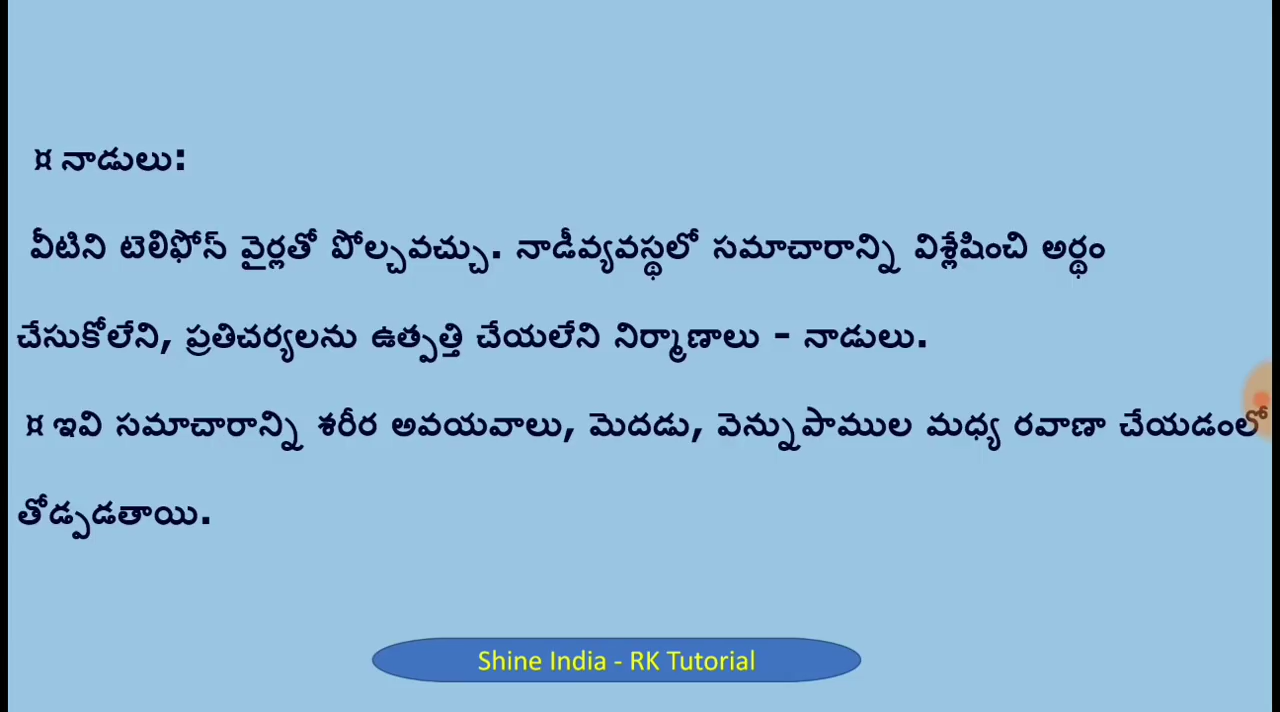 ¤ నాడులు:
వీటిని టెలిఫోన్ వైర్లతో పోల్చవచ్చు. నాడీవ్యవస్థలో సమాచారాన్ని విశ్లేషించి అర్థం
చేసుకోలేని, ప్రతిచర్యలను ఉత్పత్తి చేయలేని నిర్మాణాలు - నాడులు.
¤ ఇవి సమాచారాన్ని శరీర అవయవాలు, మెదడు, వెన్నుపాముల మధ్య రవాణా చేయడంలో
తోడ్పడతాయి.
Shine India - RK Tutorial